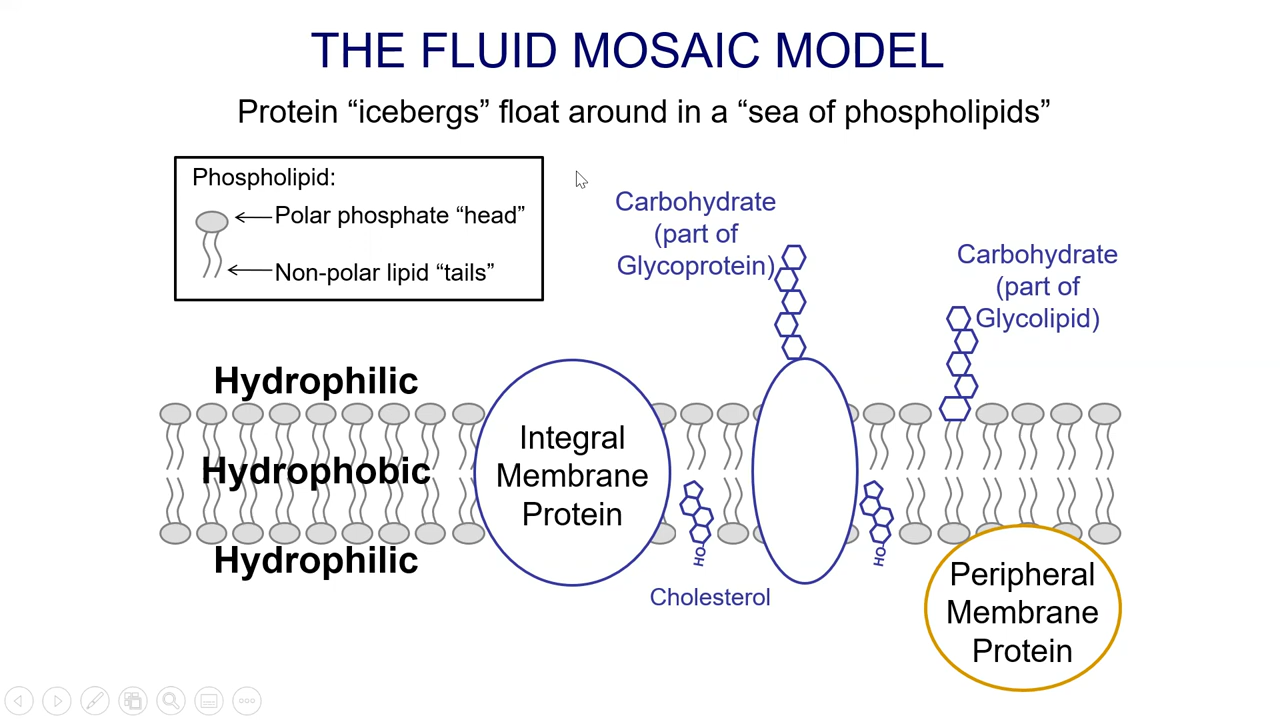 THE FLUID MOSAIC MODEL
Protein “icebergs” float around in a “sea of phospholipids”
Phospholipid:
Polar phosphate “head”
Non-polar lipid “tails”
Carbohydrate
(part of
Glycoprotein)
Carbohydrate
(part of
Glycolipid)
Hydrophilic
Hydrophobic
Hydrophilic
Integral
Membrane
Protein
HO
HO
Cholesterol
Peripheral
Membrane
Protein